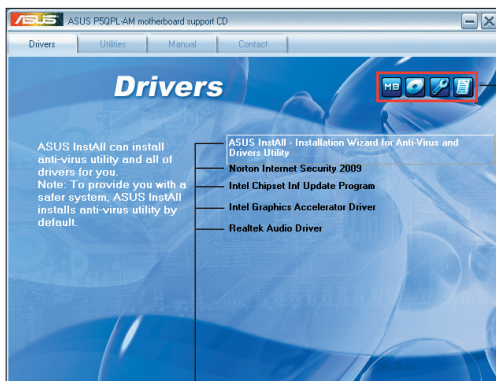 ASUS ASUS P5QPL-AM motherboard support CD
Drivers Utilities Manual Contact
Drivers
MB
ASUS InstAll can install
anti-virus utility and all of
drivers for you.
Note: To provide you with a
safer system, ASUS InstAll
installs anti-virus utility by
default.
ASUS InstAll - Installation Wizard for Anti-Virus and
Drivers Utility
Norton Internet Security 2009
Intel Chipset Inf Update Program
Intel Graphics Accelerator Driver
Realtek Audio Driver